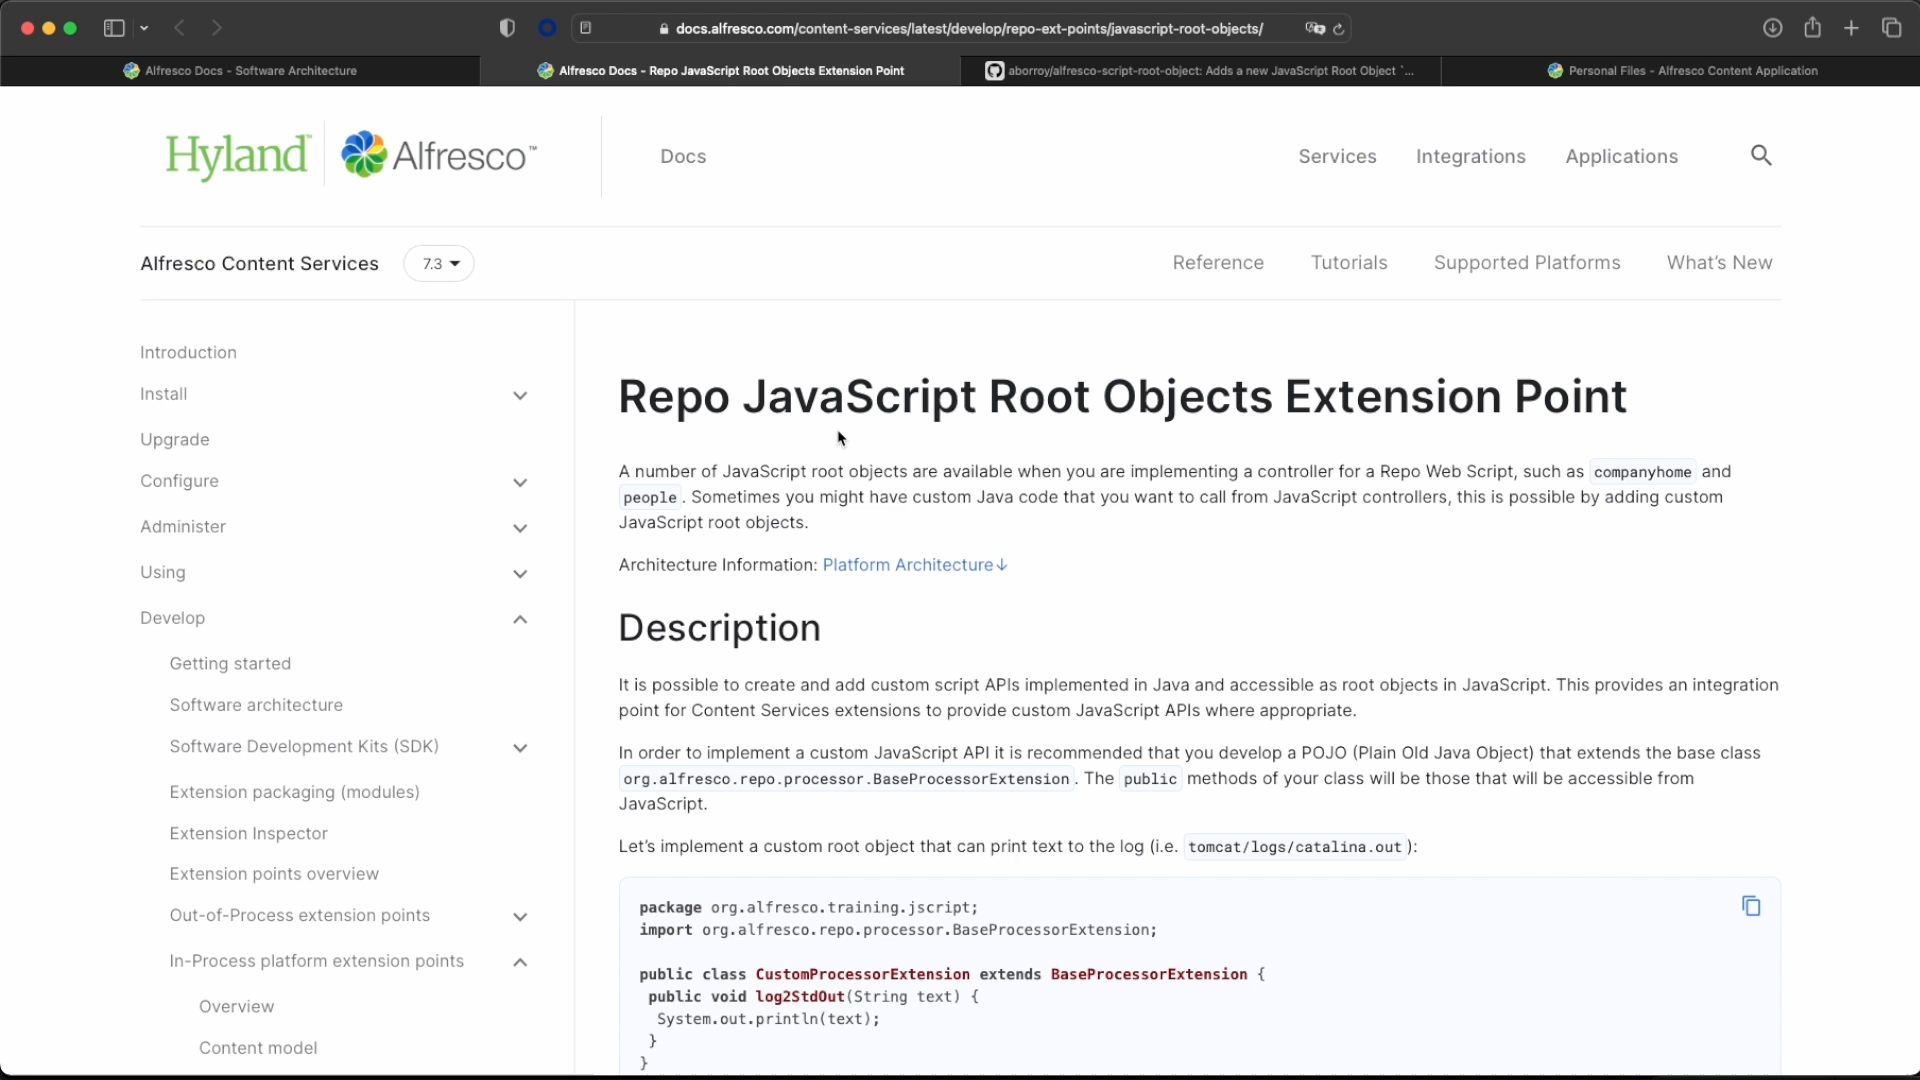 docs.alfresco.com/content-services/latest/develop/repo-ext-points/javascript-root-objects/
Alfresco Docs - Software Architecture
Alfresco Docs - Repo JavaScript Root Objects Extension Point
aborroy/alfresco-script-root-object: Adds a new JavaScript Root Object `...
Personal Files - Alfresco Content Application
Hyland™
Alfresco™
Docs
Services
Integrations
Applications
Alfresco Content Services
7.3
Reference
Tutorials
Supported Platforms
What's New
Introduction
Install
Upgrade
Configure
Administer
Using
Develop
Getting started
Software architecture
Software Development Kits (SDK)
Extension packaging (modules)
Extension Inspector
Extension points overview
Out-of-Process extension points
In-Process platform extension points
Overview
Content model
Repo JavaScript Root Objects Extension Point
A number of JavaScript root objects are available when you are implementing a controller for a Repo Web Script, such as companyhome and
people. Sometimes you might have custom Java code that you want to call from JavaScript controllers, this is possible by adding custom
JavaScript root objects.
Architecture Information: Platform Architecture↓
Description
It is possible to create and add custom script APIs implemented in Java and accessible as root objects in JavaScript. This provides an integration
point for Content Services extensions to provide custom JavaScript APIs where appropriate.
In order to implement a custom JavaScript API it is recommended that you develop a POJO (Plain Old Java Object) that extends the base class
org.alfresco.repo.processor.BaseProcessorExtension. The public methods of your class will be those that will be accessible from
JavaScript.
Let's implement a custom root object that can print text to the log (i.e. tomcat/logs/catalina.out):
package org.alfresco.training.jscript;
import org.alfresco.repo.processor.BaseProcessorExtension;
public class CustomProcessorExtension extends BaseProcessorExtension {
public void log2StdOut(String text) {
System.out.println(text);
}
}